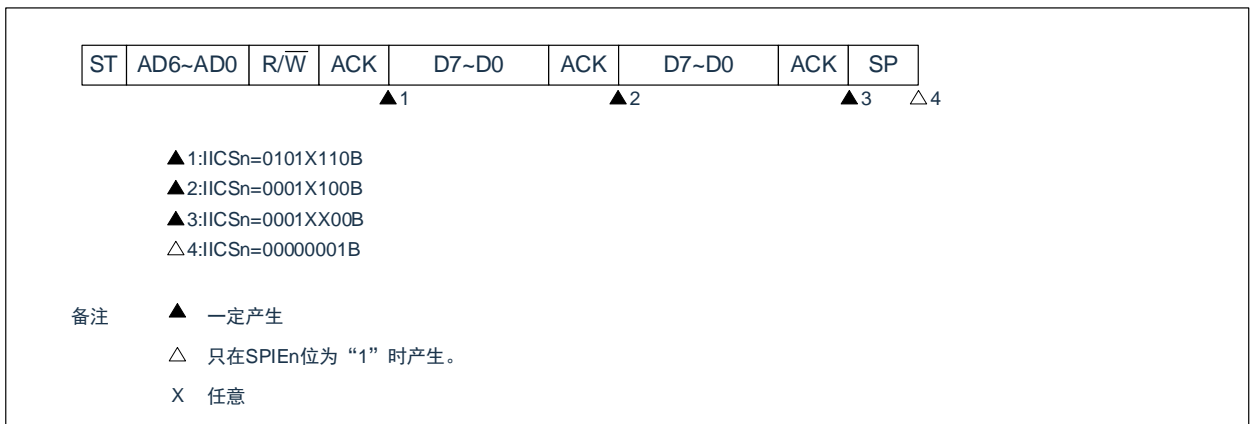 ST AD6~AD0 R/W̅ ACK D7~D0 ACK D7~D0 ACK SP
▲1 ▲2 ▲3 △4
▲1:IICSn=0101X110B
▲2:IICSn=0001X100B
▲3:IICSn=0001XX00B
△4:IICSn=00000001B
备注 ▲ 一定产生
△ 只在SPIEn位为“1”时产生。
X 任意